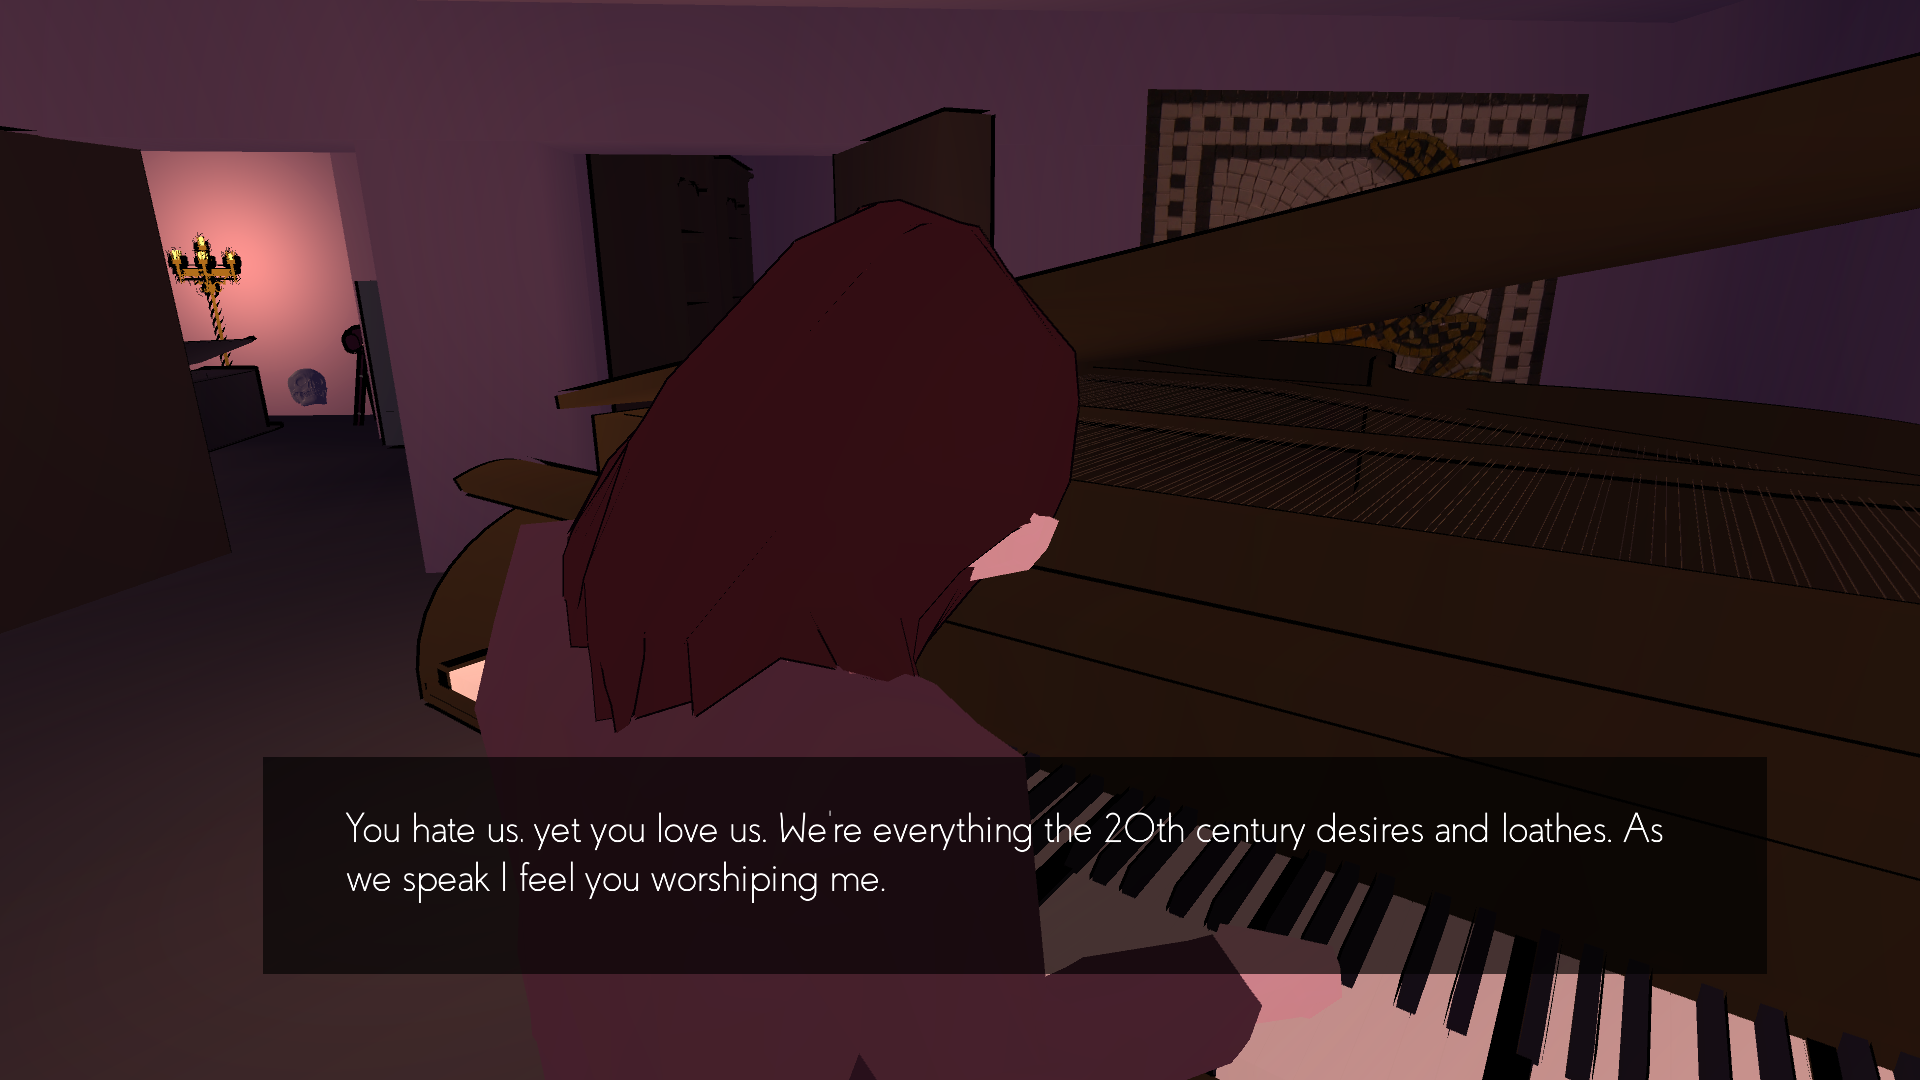 You hate us, yet you love us. We're everything the 20th century desires and loathes. As
we speak I feel you worshiping me.